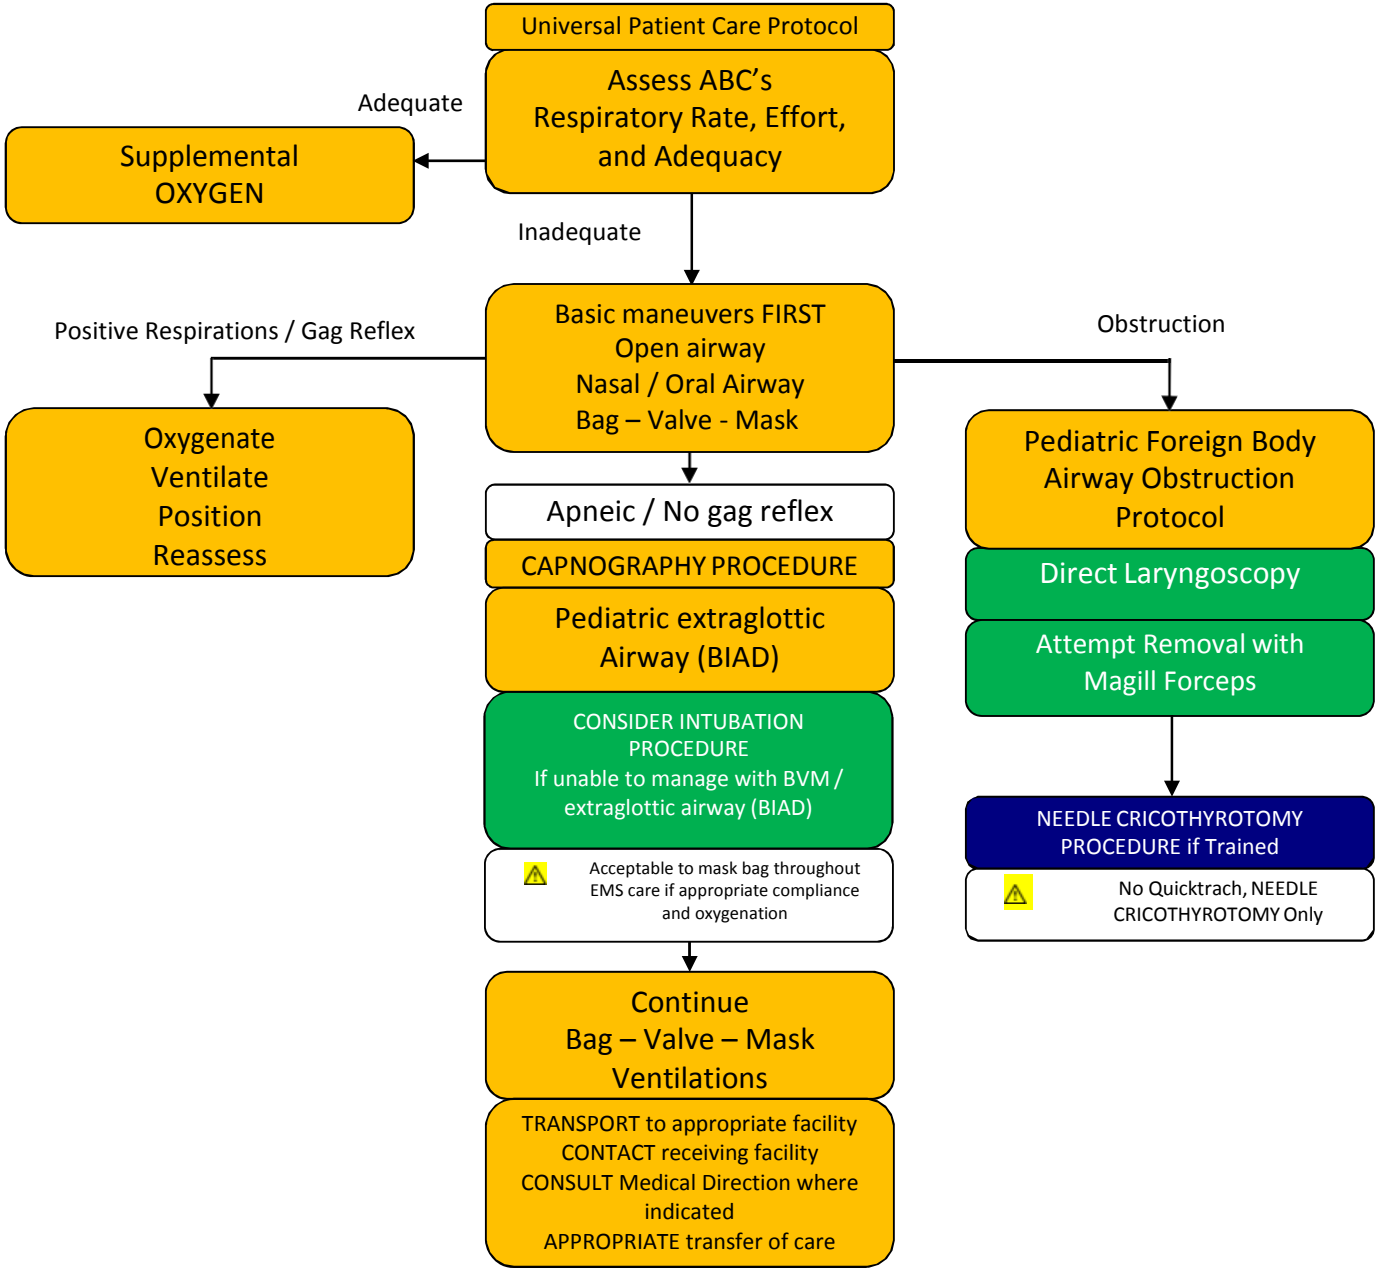 Universal Patient Care Protocol
Assess ABC’s
Respiratory Rate, Effort,
and Adequacy
Adequate
Supplemental
OXYGEN
Inadequate
Basic maneuvers FIRST
Open airway
Nasal / Oral Airway
Bag – Valve - Mask
Positive Respirations / Gag Reflex
Oxygenate
Ventilate
Position
Reassess
Obstruction
Pediatric Foreign Body
Airway Obstruction
Protocol
Direct Laryngoscopy
Attempt Removal with
Magill Forceps
NEEDLE CRICOTHYROTOMY
PROCEDURE if Trained
No Quicktrach, NEEDLE
CRICOTHYROTOMY Only
Apneic / No gag reflex
CAPNOGRAPHY PROCEDURE
Pediatric extraglottic
Airway (BIAD)
CONSIDER INTUBATION
PROCEDURE
If unable to manage with BVM /
extraglottic airway (BIAD)
Acceptable to mask bag throughout
EMS care if appropriate compliance
and oxygenation
Continue
Bag – Valve – Mask
Ventilations
TRANSPORT to appropriate facility
CONTACT receiving facility
CONSULT Medical Direction where
indicated
APPROPRIATE transfer of care